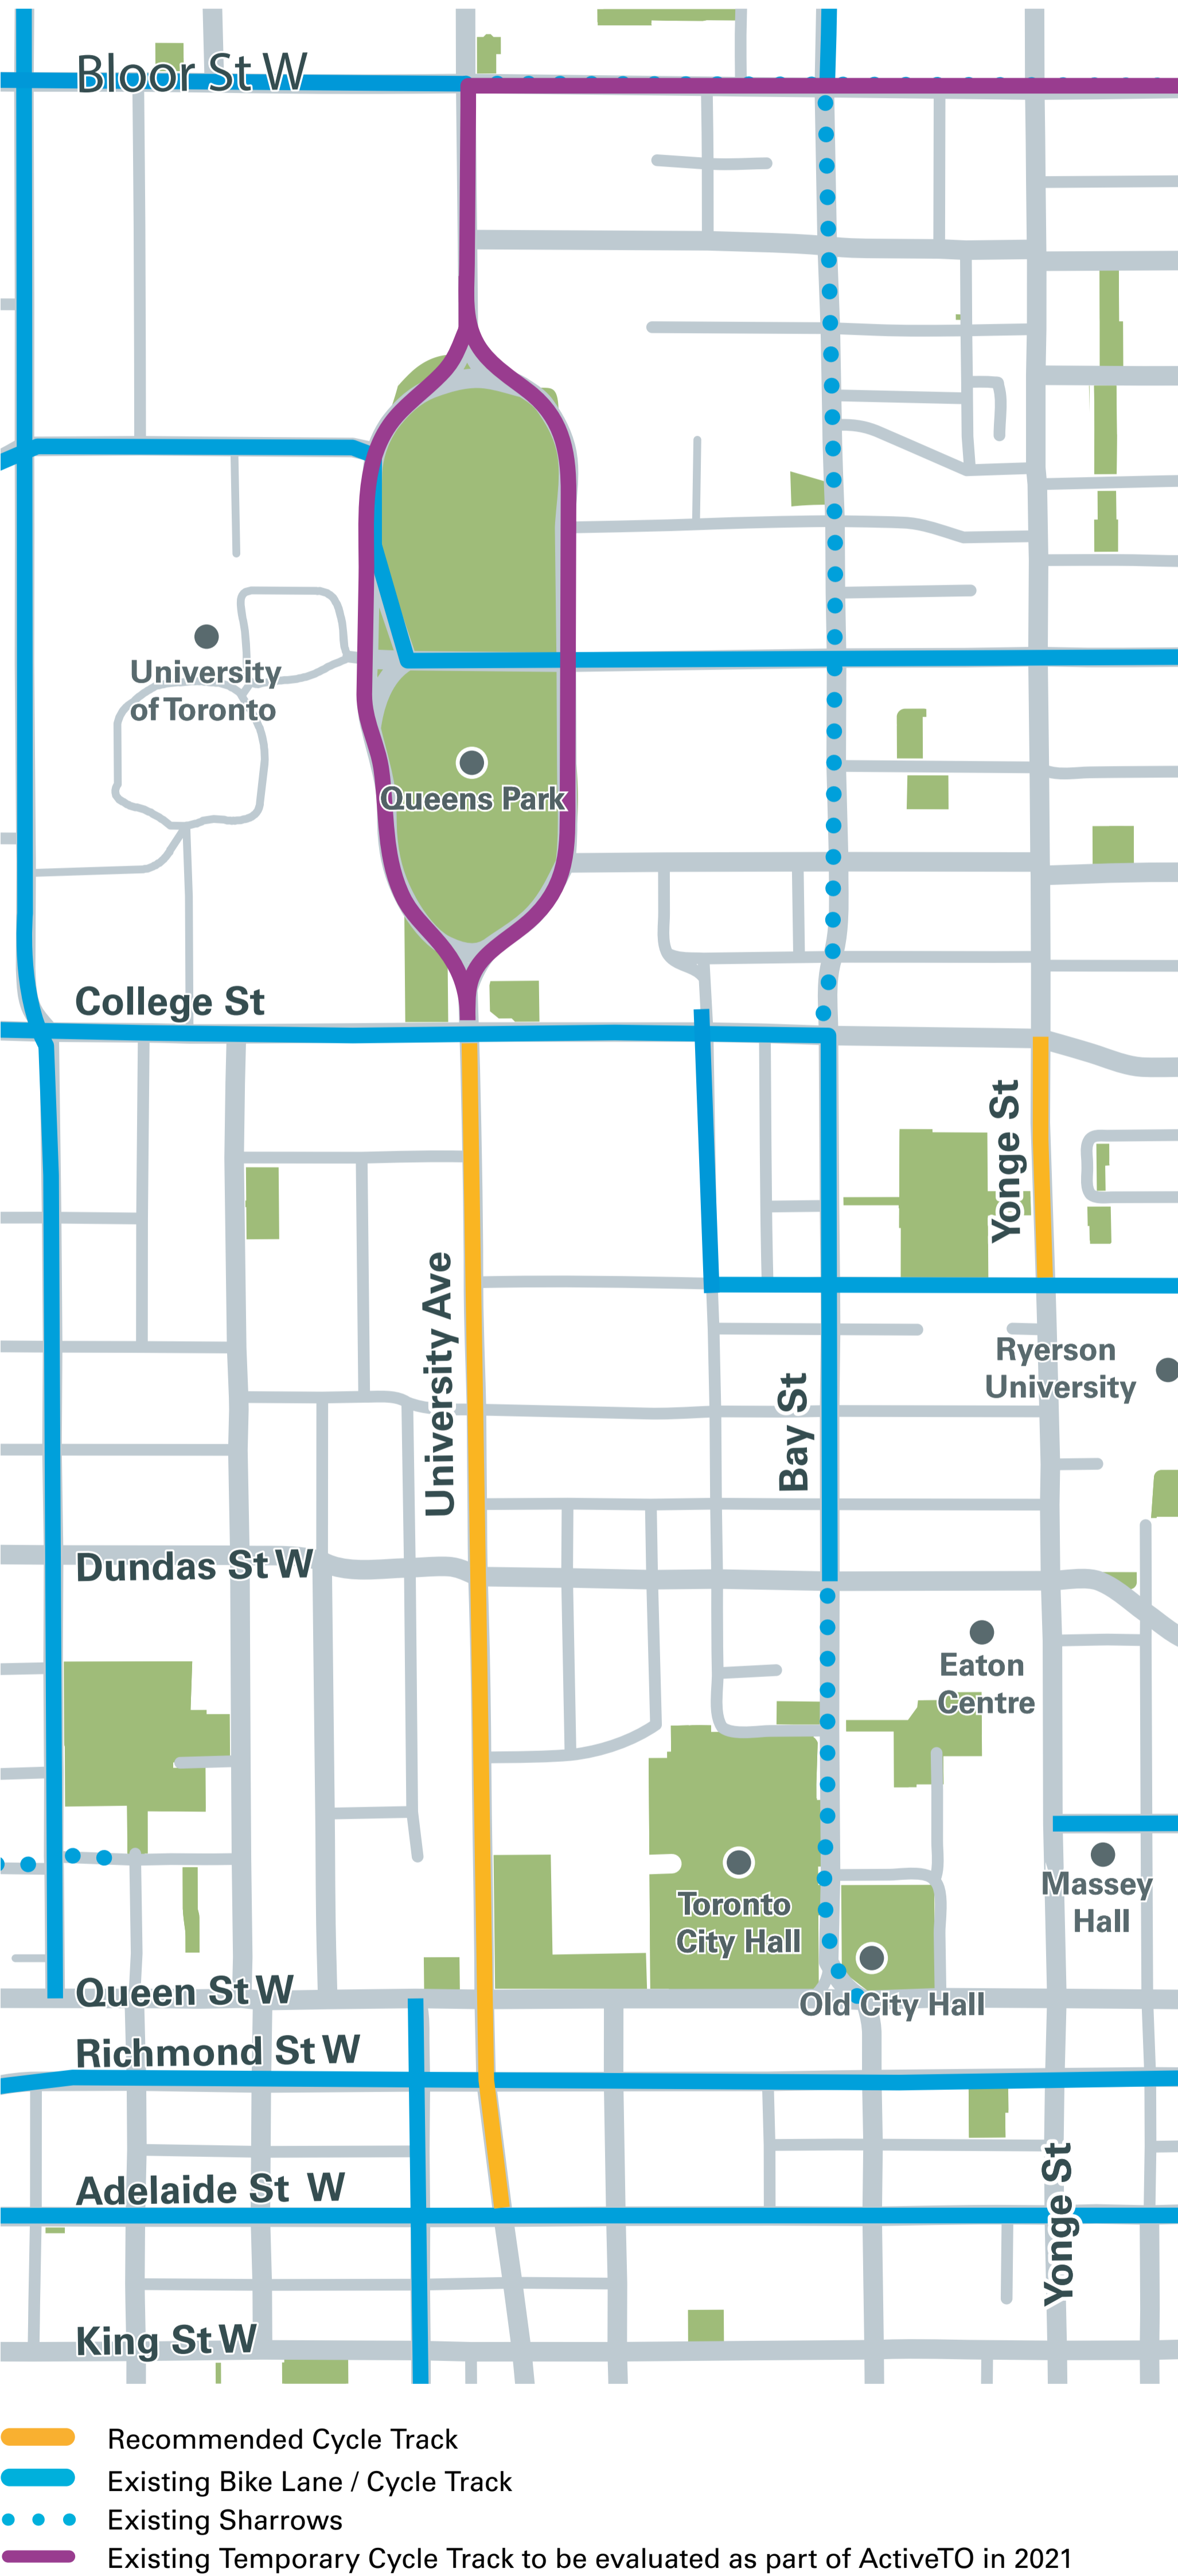 Bloor St W
University
of Toronto
Queens Park
College St
Yonge St
University Ave
Ryerson
University
Bay St
Dundas St W
Eaton
Centre
Toronto
City Hall
Massey
Hall
Queen St W
Old City Hall
Richmond St W
Yonge St
Adelaide St W
King St W
Recommended Cycle Track
Existing Bike Lane / Cycle Track
Existing Sharrows
Existing Temporary Cycle Track to be evaluated as part of ActiveTO in 2021